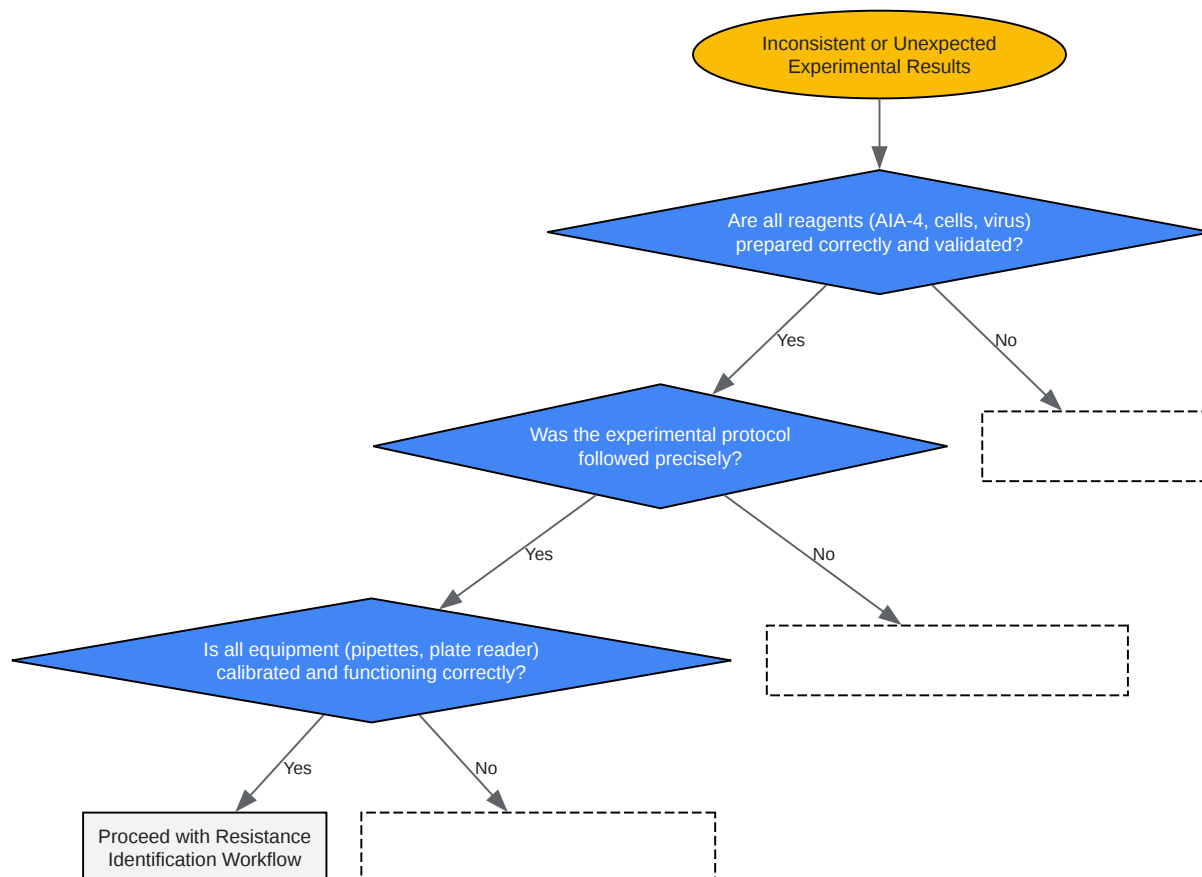 Inconsistent or Unexpected
Experimental Results
Are all reagents (AIA-4, cells, virus)
prepared correctly and validated?
Yes
No
Was the experimental protocol
followed precisely?
Yes
No
Is all equipment (pipettes, plate reader)
calibrated and functioning correctly?
Yes
No
Proceed with Resistance
Identification Workflow